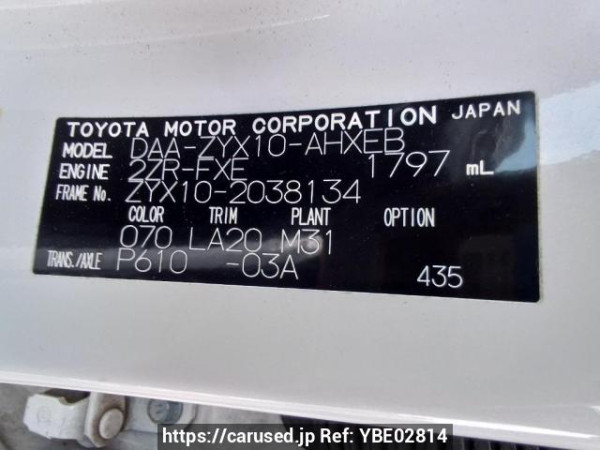 TOYOTA MOTOR CORPORATION JAPAN
MODEL DAA-ZYX10-AHXEB
ENGINE 2ZR-FXE 1797 mL
FRAME No. ZYX10-2038134
COLOR TRIM PLANT OPTION
070 LA20 M31
TRANS./AXLE P610 -03A 435
https://carused.jp Ref: YBE02814